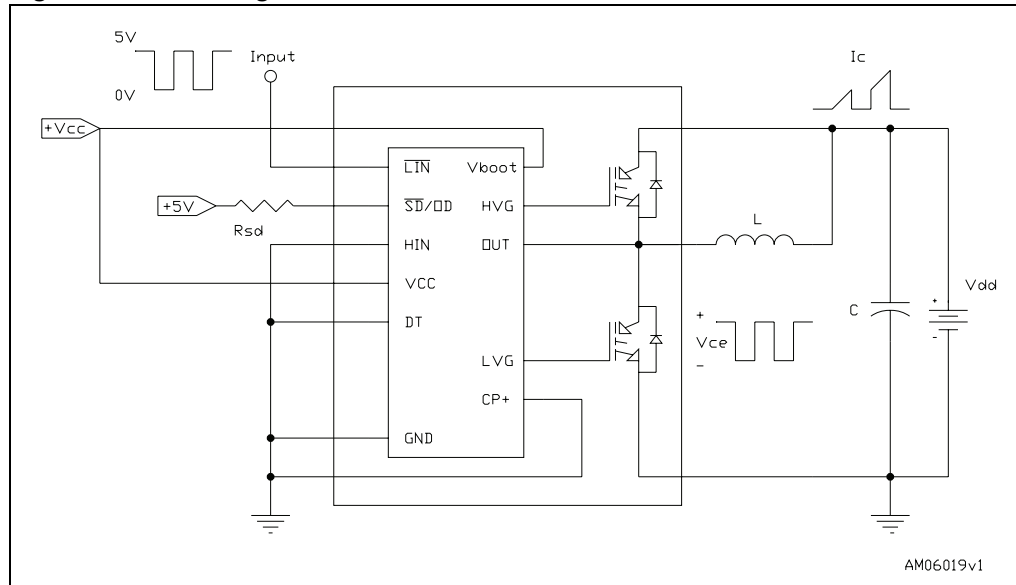 5V
Input
Ic
0V
+Vcc
LIN
Vboot
+5V
SD/OD
HVG
Rsd
L
HIN
OUT
VCC
Vdd
+
DT
+
C
Vce
-
-
LVG
CP+
GND
AM06019v1